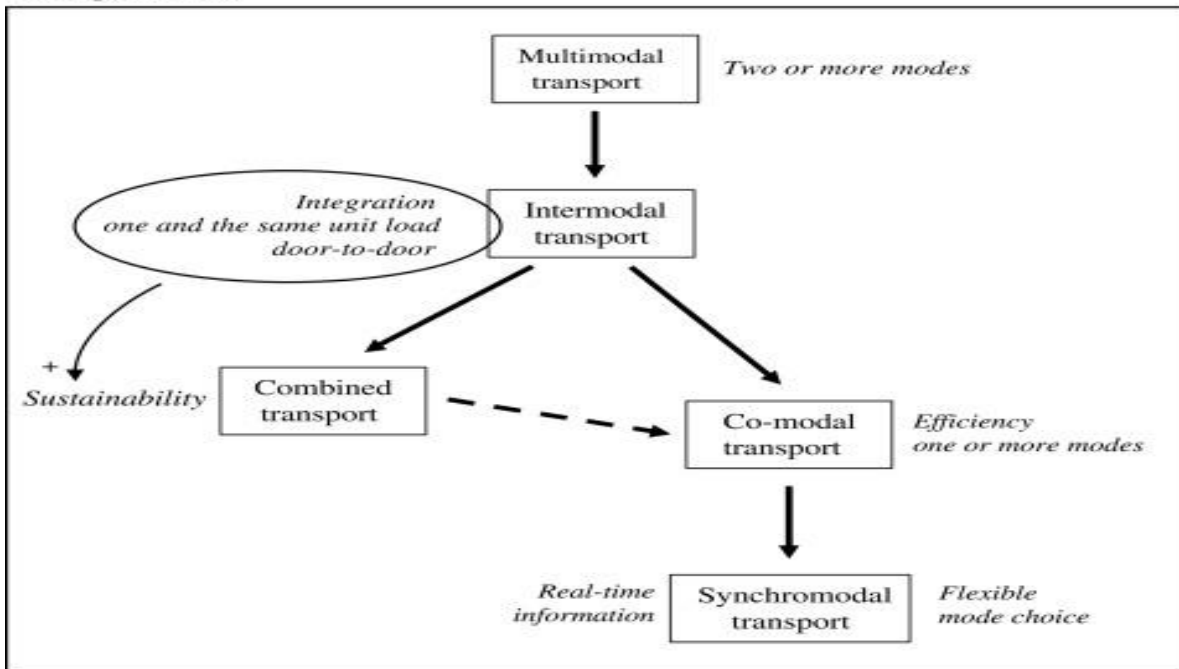 Multimodal
transport
Two or more modes
Integration
one and the same unit load
door-to-door
Intermodal
transport
+
Sustainability
Combined
transport
Co-modal
transport
Efficiency
one or more modes
Real-time
information
Synchromodal
transport
Flexible
mode choice